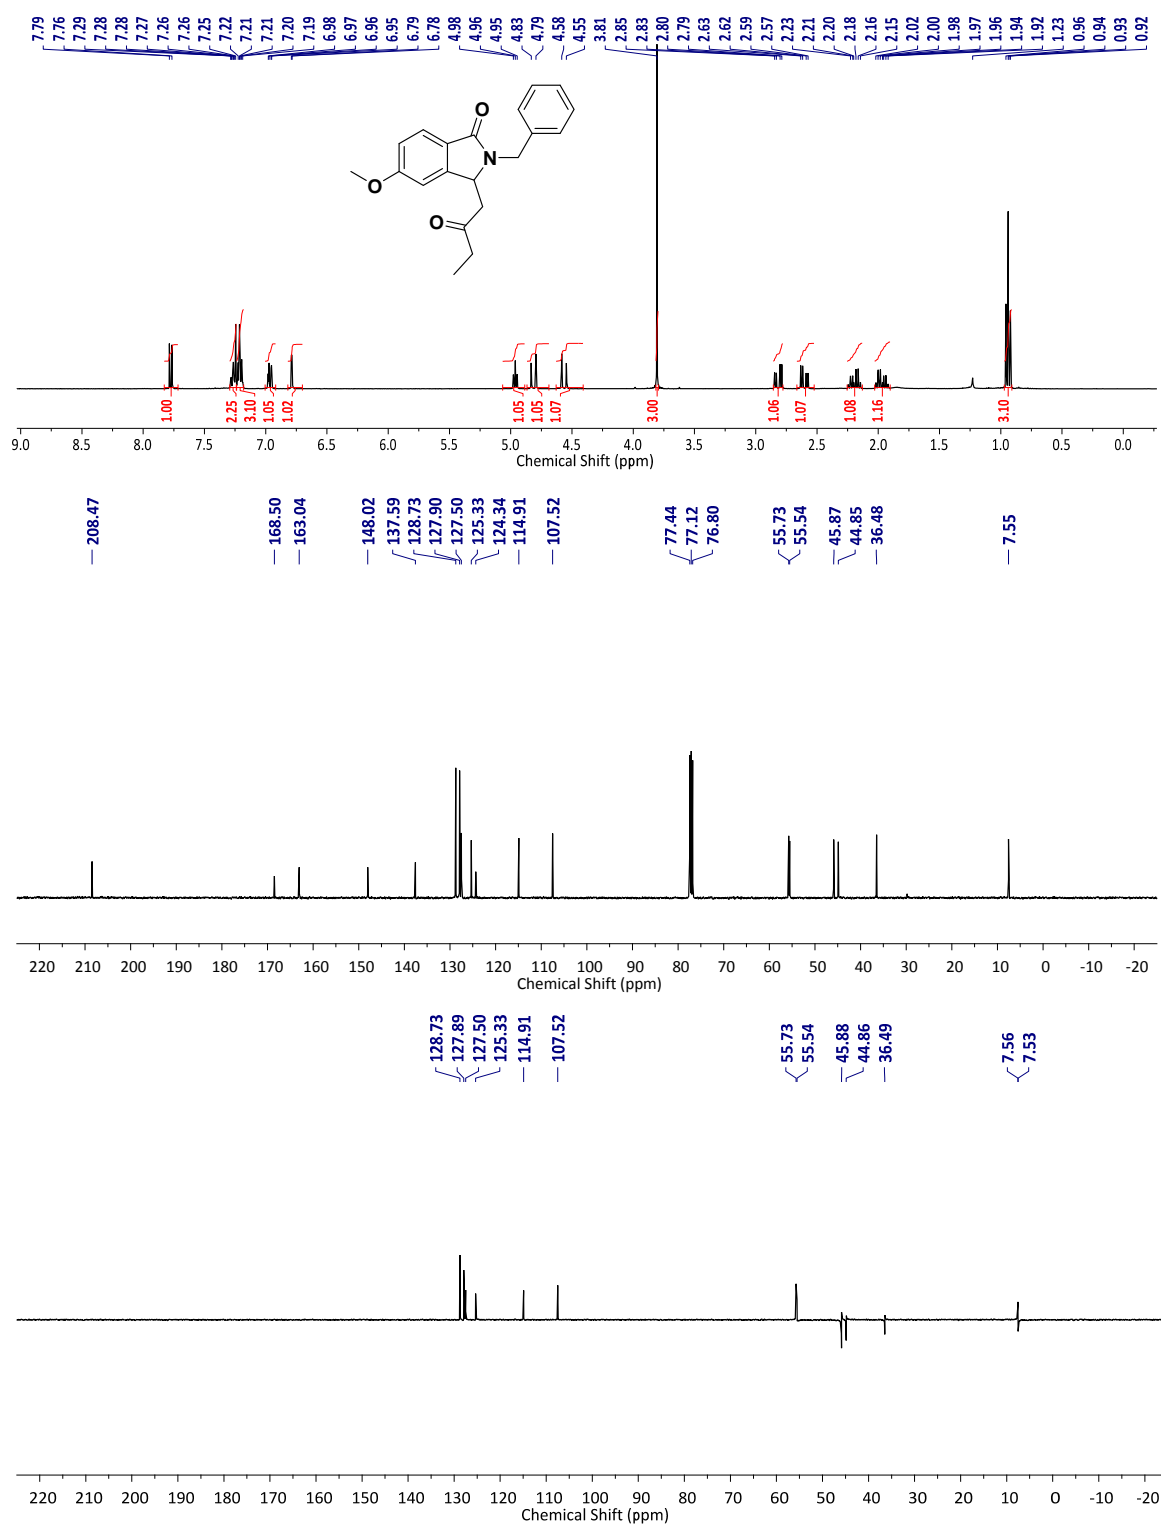 7.79 7.76 7.29 7.28 7.28 7.27 7.26 7.26 7.25 7.22 7.21 7.21 7.20 7.19 6.98 6.97 6.96 6.95 6.79 6.78 4.98 4.96 4.95 4.83 4.79 4.58 4.55 3.81 2.85 2.83 2.80 2.79 2.63 2.62 2.59 2.57 2.23 2.21 2.20 2.18 2.16 2.15 2.02 2.00 1.98 1.97 1.96 1.94 1.92 1.23 0.96 0.94 0.93 0.92
O
N
O
O
1.00 2.25 3.10 1.05 1.02 1.05 1.05 1.07 3.00 1.06 1.07 1.08 1.16 3.10
9.0 8.5 8.0 7.5 7.0 6.5 6.0 5.5 5.0 4.5 4.0 3.5 3.0 2.5 2.0 1.5 1.0 0.5 0.0
Chemical Shift (ppm)
208.47 168.50 163.04 148.02 137.59 128.73 127.90 127.50 125.33 124.34 114.91 107.52 77.44 77.12 76.80 55.73 55.54 45.87 44.85 36.48 7.55
220 210 200 190 180 170 160 150 140 130 120 110 100 90 80 70 60 50 40 30 20 10 0 -10 -20
Chemical Shift (ppm)
128.73 127.89 127.50 125.33 114.91 107.52 55.73 55.54 45.88 44.86 36.49 7.56 7.53
220 210 200 190 180 170 160 150 140 130 120 110 100 90 80 70 60 50 40 30 20 10 0 -10 -20
Chemical Shift (ppm)